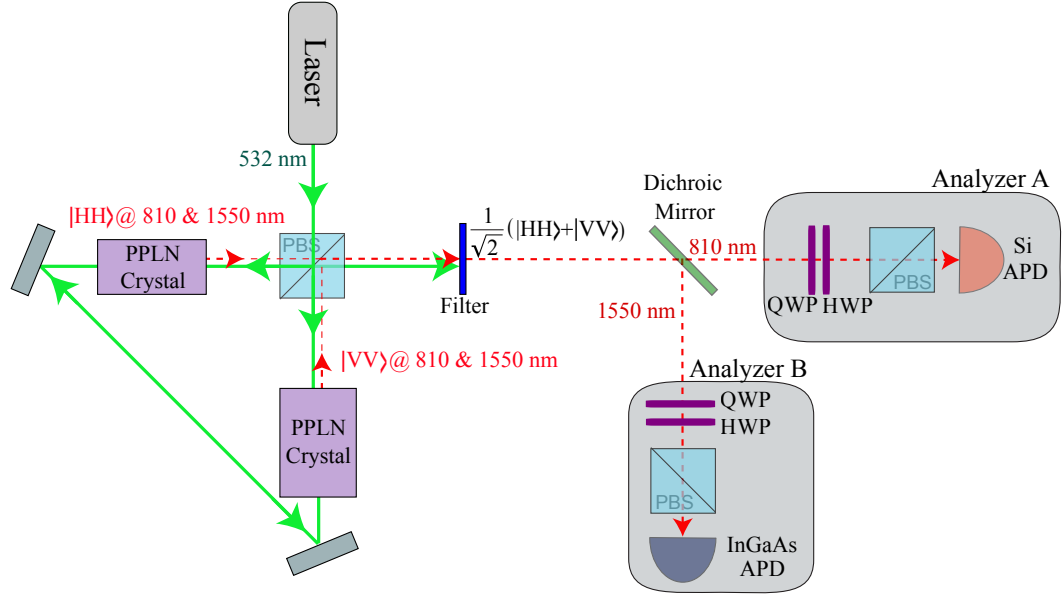 Laser
532 nm
|HH⟩@ 810 & 1550 nm
PPLN
Crystal
PBS
1/√2(|HH⟩+|VV⟩)
Filter
|VV⟩@ 810 & 1550 nm
PPLN
Crystal
Dichroic
Mirror
810 nm
1550 nm
Analyzer A
QWP
HWP
PBS
Si
APD
Analyzer B
QWP
HWP
PBS
InGaAs
APD